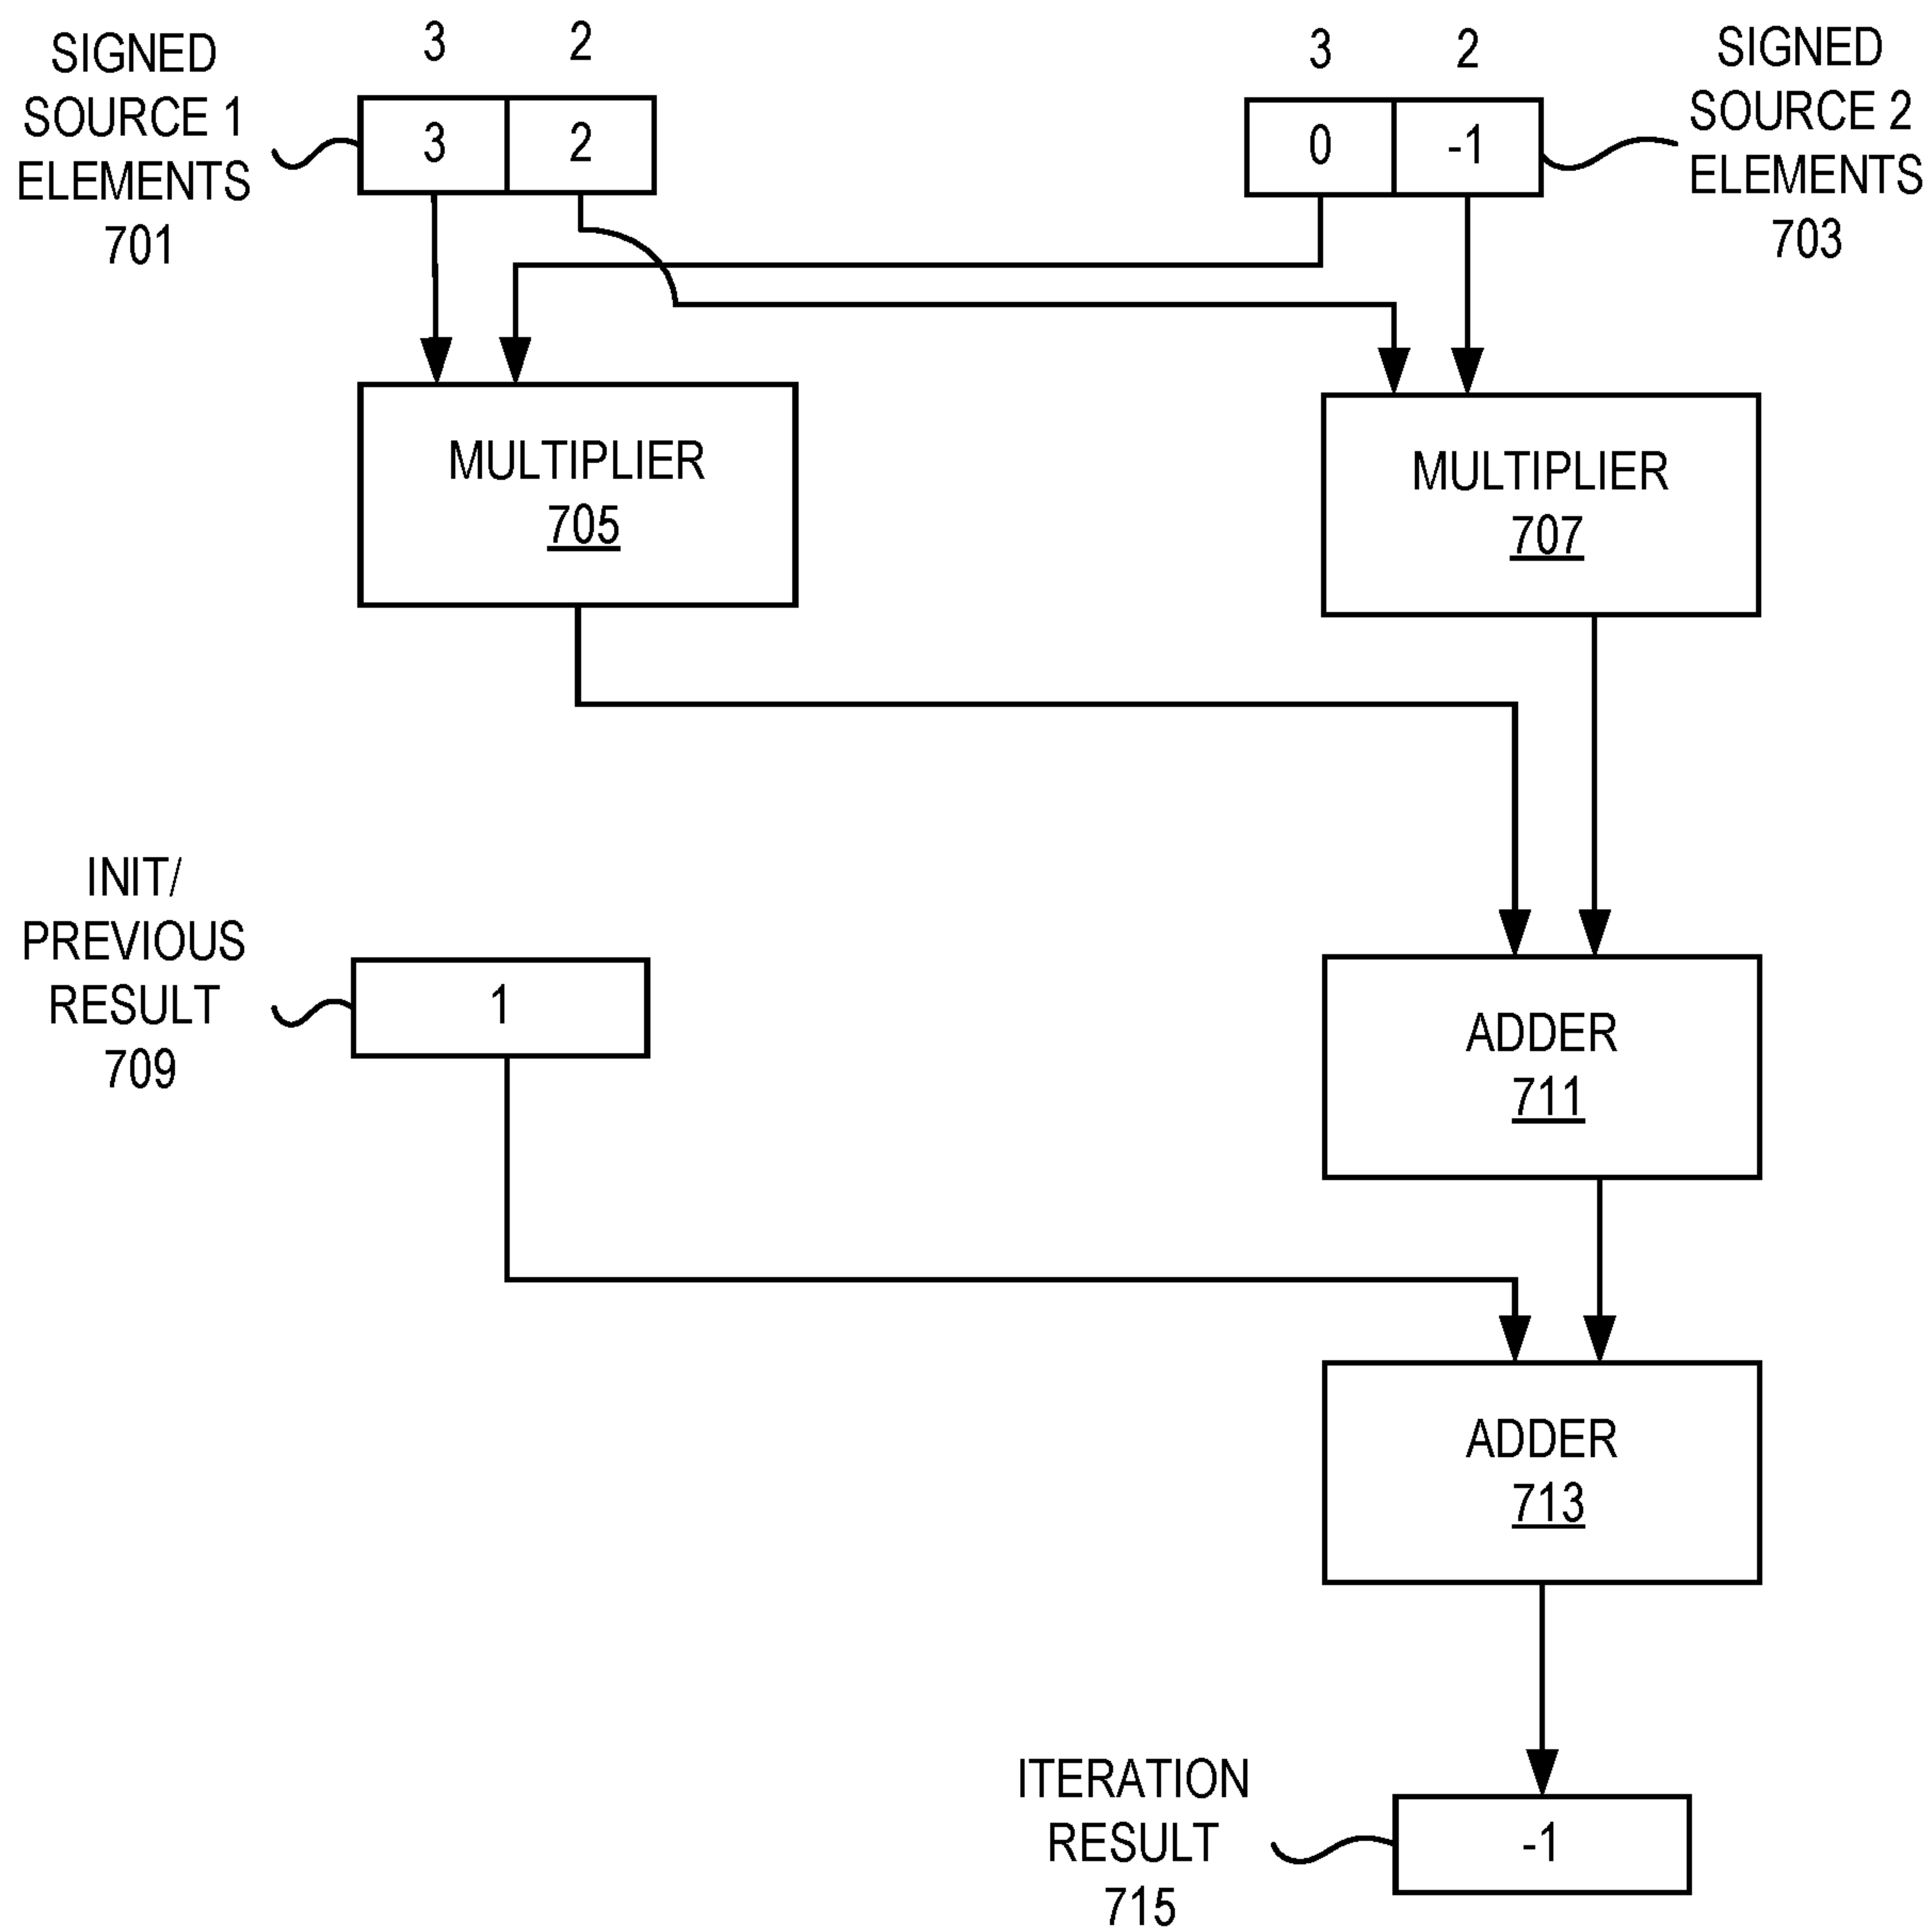 SIGNED
SOURCE 1
ELEMENTS
701
3 2
3 2
3 2
0 -1
SIGNED
SOURCE 2
ELEMENTS
703
MULTIPLIER
705
MULTIPLIER
707
INIT/
PREVIOUS
RESULT
709
1
ADDER
711
ADDER
713
ITERATION
RESULT
715
-1